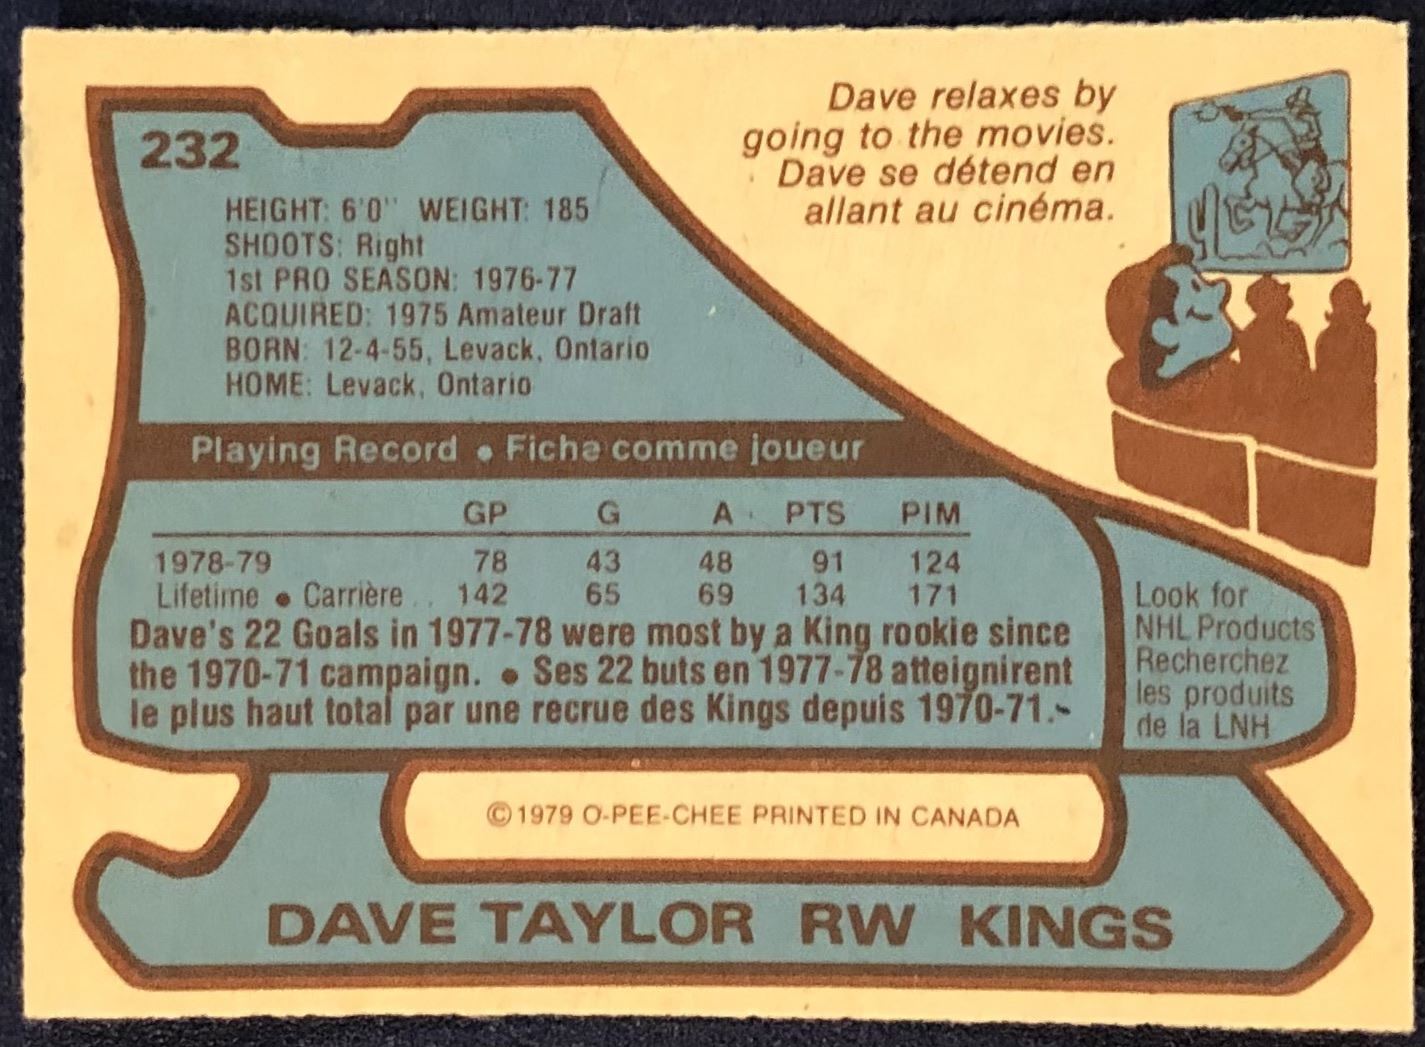 232
Dave relaxes by
going to the movies.
Dave se détend en
allant au cinéma.
HEIGHT: 6'0" WEIGHT: 185
SHOOTS: Right
1st PRO SEASON: 1976-77
ACQUIRED: 1975 Amateur Draft
BORN: 12-4-55, Levack, Ontario
HOME: Levack, Ontario
Playing Record • Fiche comme joueur
GP G A PTS PIM
1978-79 78 43 48 91 124
Lifetime • Carrière .. 142 65 69 134 171
Dave's 22 Goals in 1977-78 were most by a King rookie since
the 1970-71 campaign. • Ses 22 buts en 1977-78 atteignirent
le plus haut total par une recrue des Kings depuis 1970-71.
Look for
NHL Products
Recherchez
les produits
de la LNH
©1979 O-PEE-CHEE PRINTED IN CANADA
DAVE TAYLOR RW KINGS